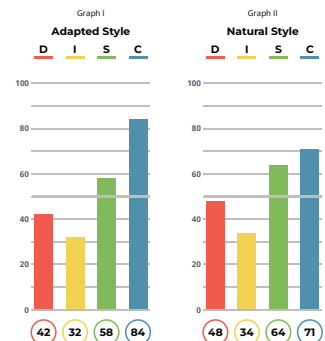 Graph I
Adapted Style
D I S C
100
80
60
40
20
0
42 32 58 84
Graph II
Natural Style
D I S C
100
80
60
40
20
0
48 34 64 71